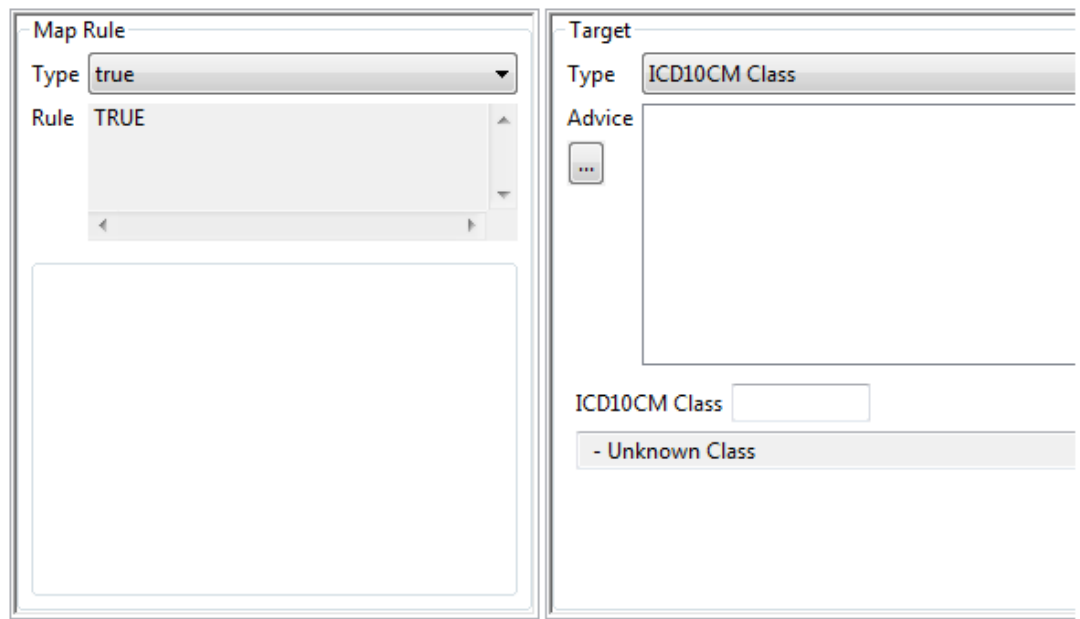 Map Rule
Type true
Rule TRUE
Target
Type ICD10CM Class
Advice
...
ICD10CM Class
- Unknown Class